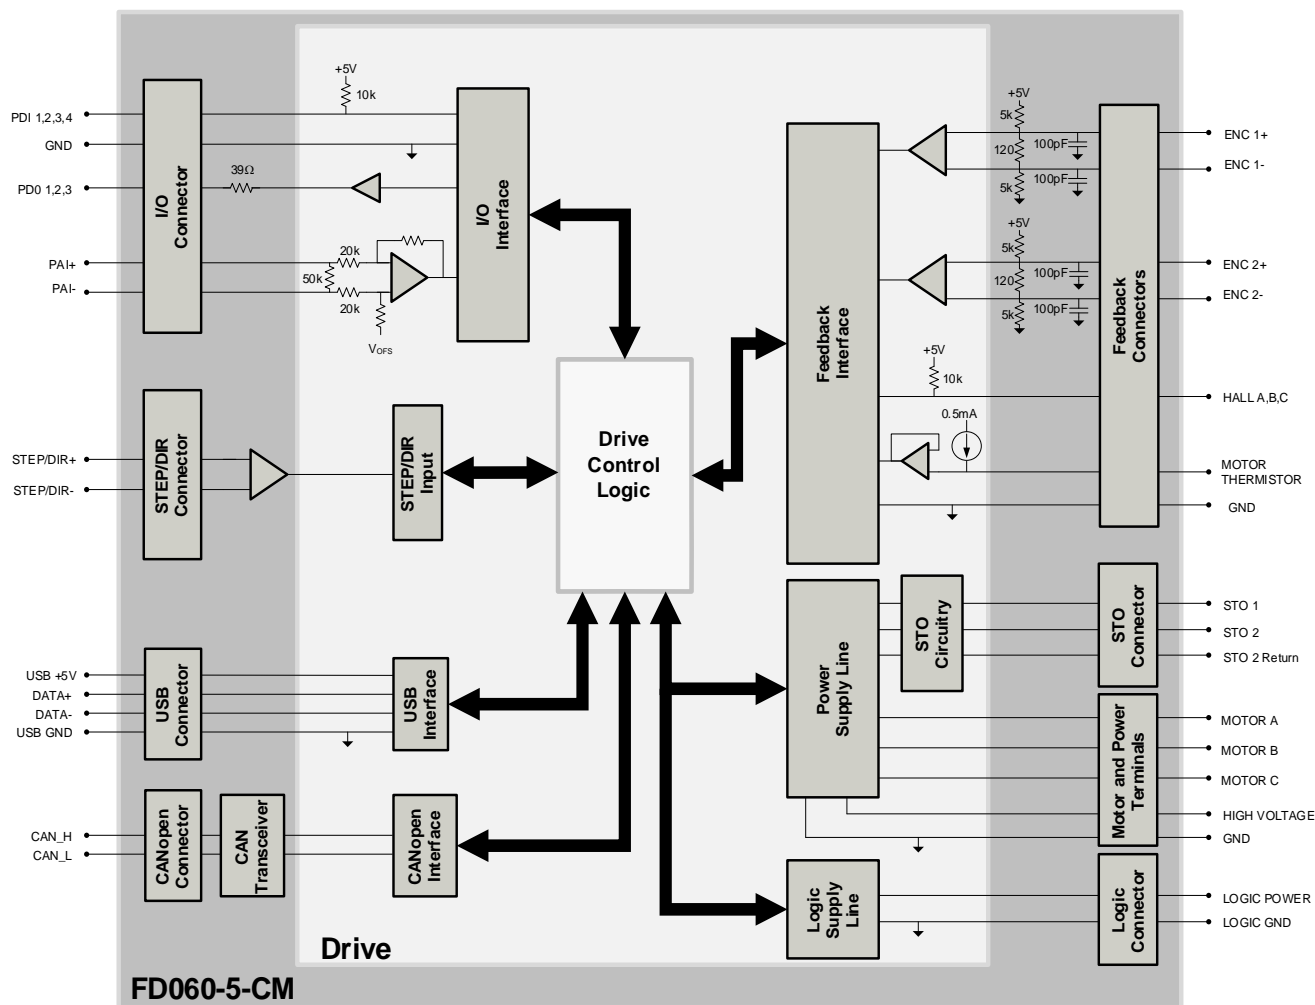 PDI 1,2,3,4
GND
PD0 1,2,3
PAI+
PAI-
I/O
Connector
+5V
10k
39Ω
20k
50k
20k
VOFS
I/O
Interface
STEP/DIR+
STEP/DIR-
STEP/DIR
Connector
STEP/DIR
Input
Drive
Control
Logic
USB +5V
DATA+
DATA-
USB GND
USB
Connector
USB
Interface
CAN_H
CAN_L
CANopen
Connector
CAN
Transceiver
CANopen
Interface
Feedback
Interface
+5V
5k
120
5k
100pF
100pF
+5V
5k
120
5k
100pF
100pF
+5V
10k
0.5mA
Feedback
Connectors
ENC 1+
ENC 1-
ENC 2+
ENC 2-
HALL A,B,C
MOTOR
THERMISTOR
GND
Power
Supply Line
STO
Circuitry
STO
Connector
STO 1
STO 2
STO 2 Return
Motor and Power
Terminals
MOTOR A
MOTOR B
MOTOR C
HIGH VOLTAGE
GND
Logic
Supply
Line
Logic
Connector
LOGIC POWER
LOGIC GND
Drive
FD060-5-CM